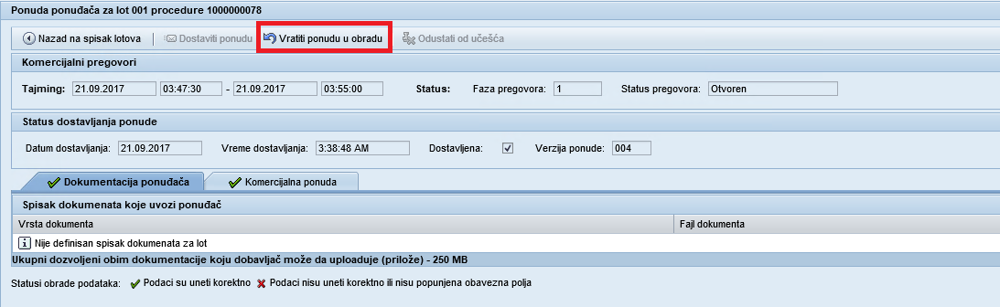 Ponuda ponuđača za lot 001 procedure 1000000078
Nazad na spisak lotova Dostaviti ponudu Vratiti ponudu u obradu Odustati od učešća
Komercijalni pregovori
Tajming: 21.09.2017 03:47:30 - 21.09.2017 03:55:00 Status: Faza pregovora: 1 Status pregovora: Otvoren
Status dostavljanja ponude
Datum dostavljanja: 21.09.2017 Vreme dostavljanja: 3:38:48 AM Dostavljena: Verzija ponude: 004
Dokumentacija ponuđača Komercijalna ponuda
Spisak dokumenata koje uvozi ponuđač
Vrsta dokumenta Fajl dokumenta
Nije definisan spisak dokumenata za lot
Ukupni dozvoljeni obim dokumentacije koju dobavljač može da uploaduje (prilože) - 250 MB
Statusi obrade podataka: Podaci su uneti korektno Podaci nisu uneti korektno ili nisu popunjena obavezna polja